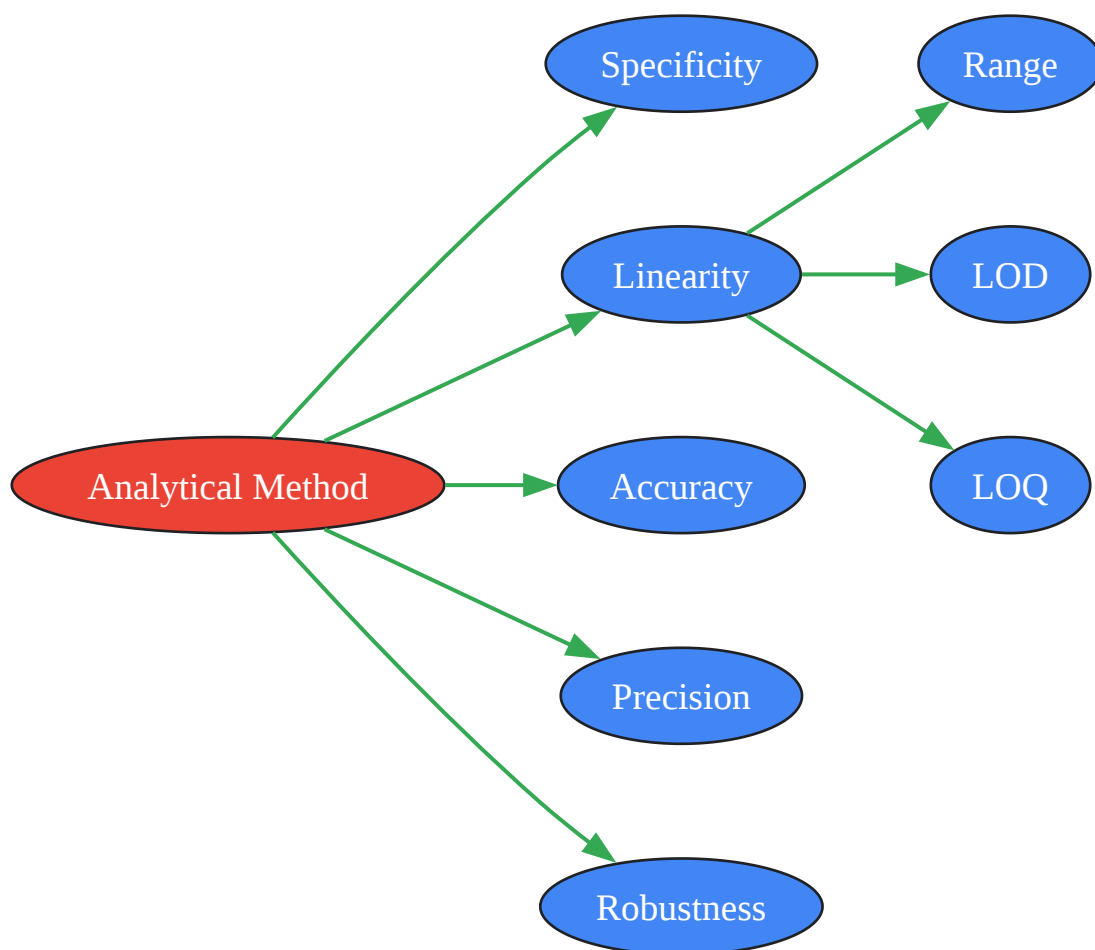 Specificity
Range
Linearity
LOD
Analytical Method
Accuracy
LOQ
Precision
Robustness